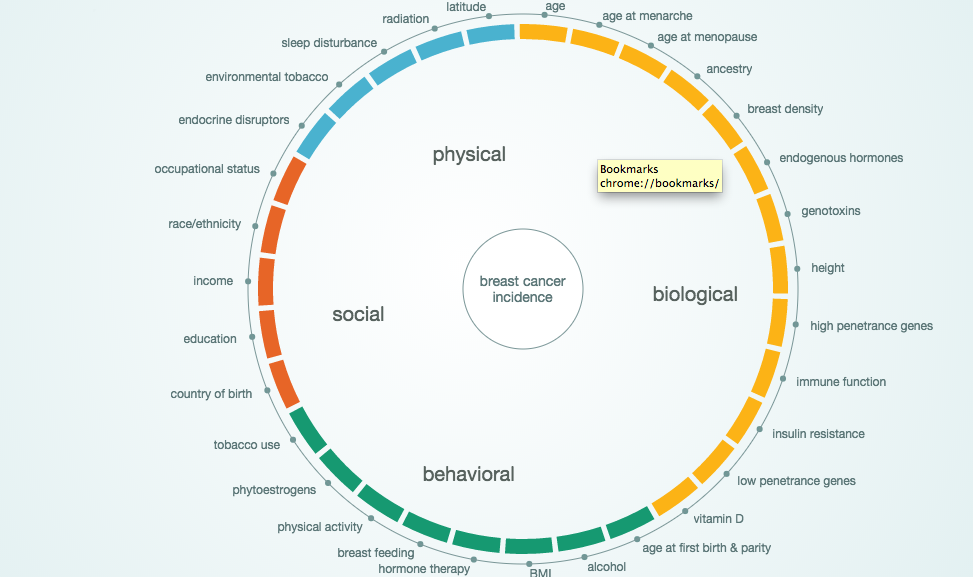 latitude
age
radiation
age at menarche
sleep disturbance
age at menopause
environmental tobacco
ancestry
endocrine disruptors
breast density
physical
occupational status
endogenous hormones
Bookmarks
chrome://bookmarks/
race/ethnicity
genotoxins
income
height
breast cancer
incidence
biological
social
education
high penetrance genes
country of birth
immune function
tobacco use
insulin resistance
behavioral
phytoestrogens
low penetrance genes
physical activity
vitamin D
breast feeding
age at first birth & parity
hormone therapy
BMI
alcohol